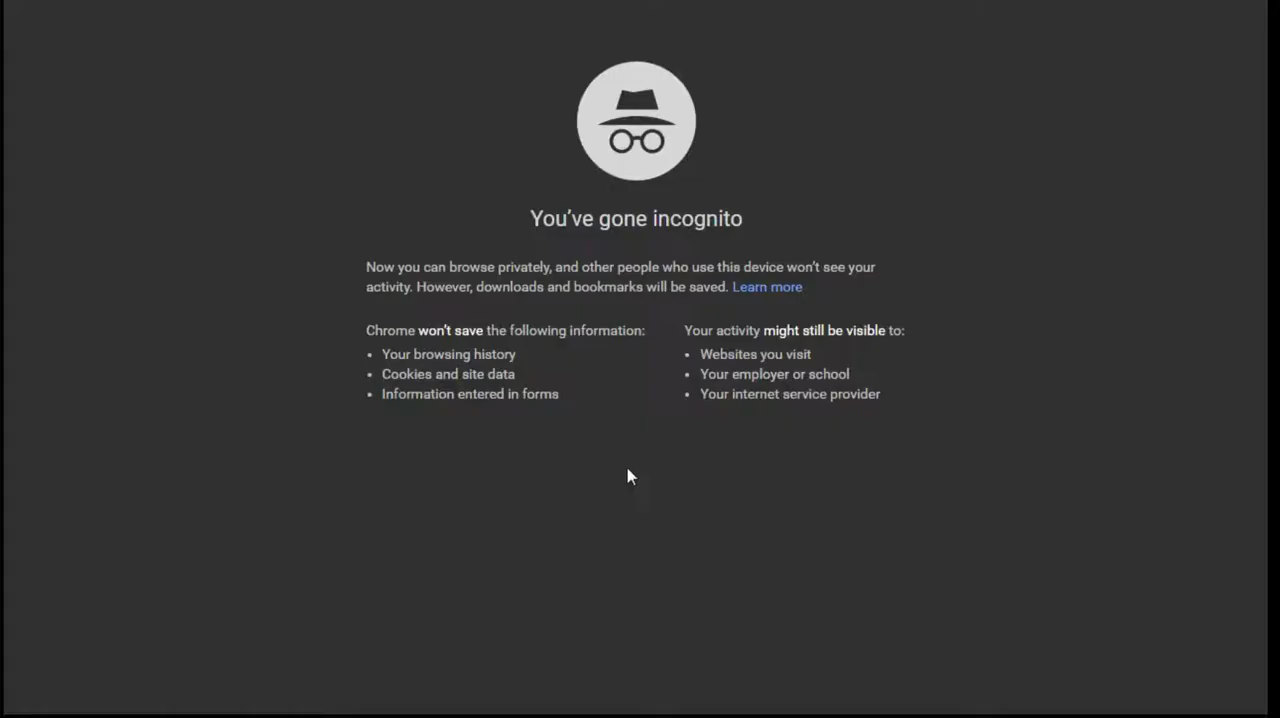 You've gone incognito
Now you can browse privately, and other people who use this device won't see your
activity. However, downloads and bookmarks will be saved. Learn more
Chrome won't save the following information:
Your browsing history
Cookies and site data
Information entered in forms
Your activity might still be visible to:
Websites you visit
Your employer or school
Your internet service provider